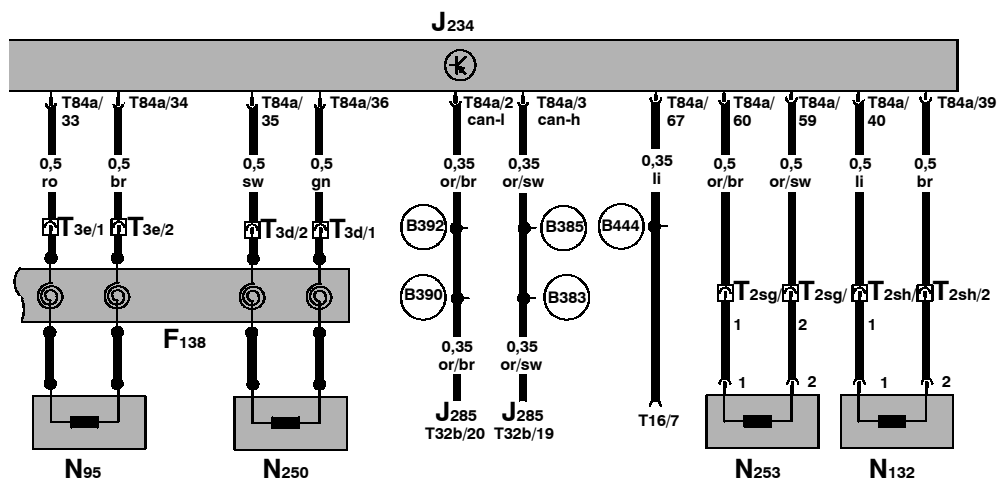 J234
T84a/33
T84a/34
T84a/35
T84a/36
T84a/2 can-l
T84a/3 can-h
T84a/67
T84a/60
T84a/59
T84a/40
T84a/39
0,5 ro
0,5 br
0,5 sw
0,5 gn
0,35 or/br
0,35 or/sw
0,35 li
0,5 or/br
0,5 or/sw
0,5 li
0,5 br
T3e/1
T3e/2
T3d/2
T3d/1
B392
B385
B444
B390
B383
T2sg/1
T2sg/2
T2sh/1
T2sh/2
F138
0,35 or/br
0,35 or/sw
1
2
1
2
J285 T32b/20
J285 T32b/19
T16/7
N95
N250
N253
N132